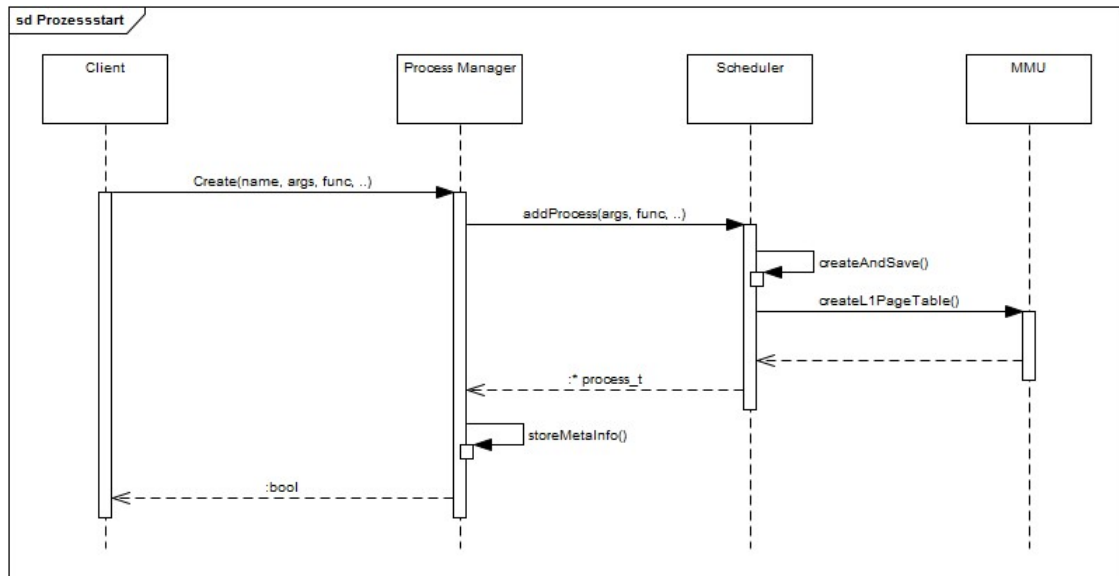 sd Prozessstart
Client
Process Manager
Scheduler
MMU
Create(name, args, func, ..)
addProcess(args, func, ..)
createAndSave()
createL1PageTable()
:* process_t
storeMetaInfo()
:bool